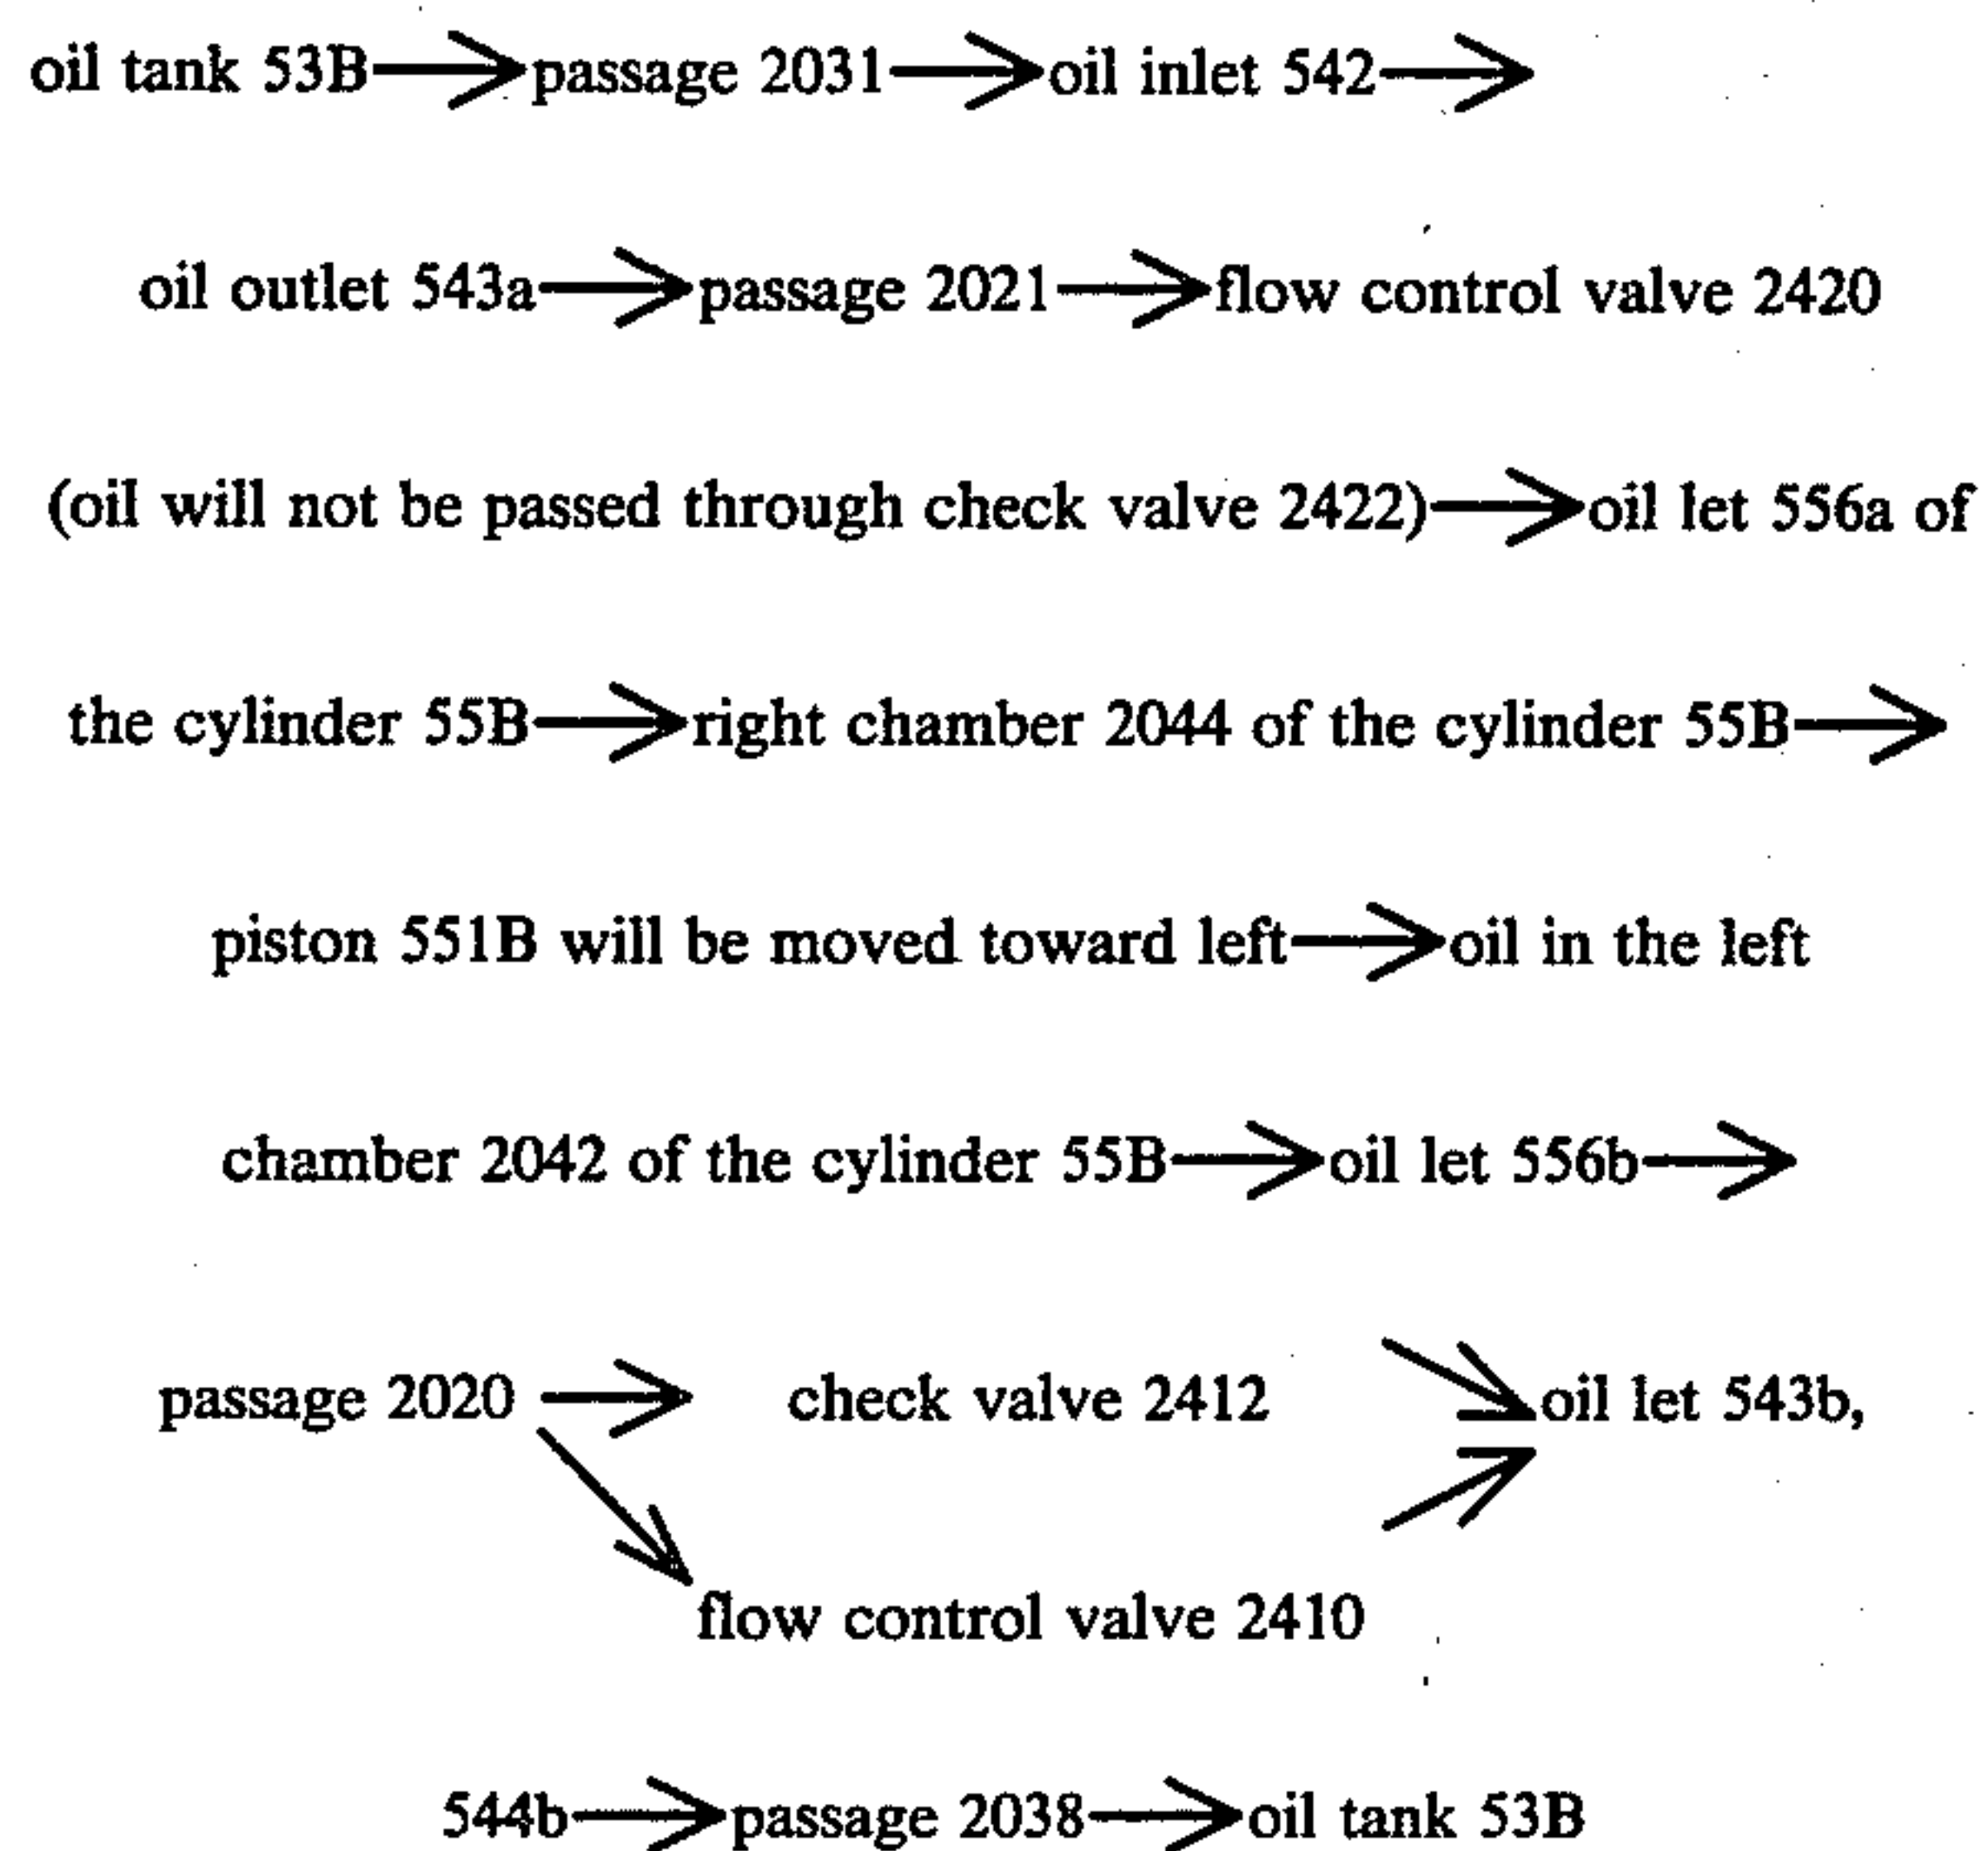 oil tank 53B→passage 2031→oil inlet 542→
oil outlet 543a→passage 2021→flow control valve 2420
(oil will not be passed through check valve 2422)→oil let 556a of
the cylinder 55B→right chamber 2044 of the cylinder 55B→
piston 551B will be moved toward left→oil in the left
chamber 2042 of the cylinder 55B→oil let 556b→
passage 2020 → check valve 2412 → oil let 543b,
flow control valve 2410
544b→passage 2038→oil tank 53B